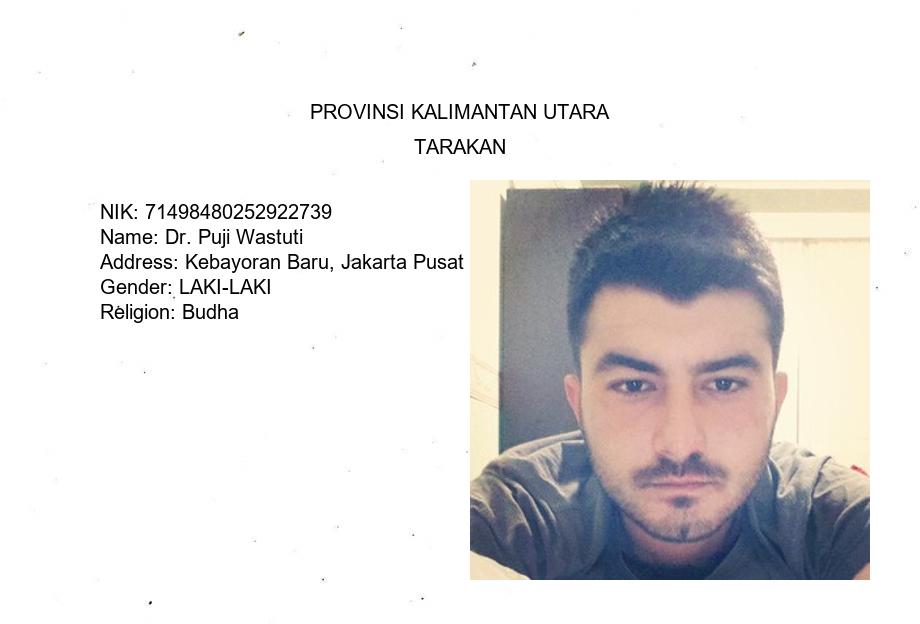 PROVINSI KALIMANTAN UTARA
TARAKAN
NIK: 71498480252922739
Name: Dr. Puji Wastuti
Address: Kebayoran Baru, Jakarta Pusat
Gender: LAKI-LAKI
Religion: Budha